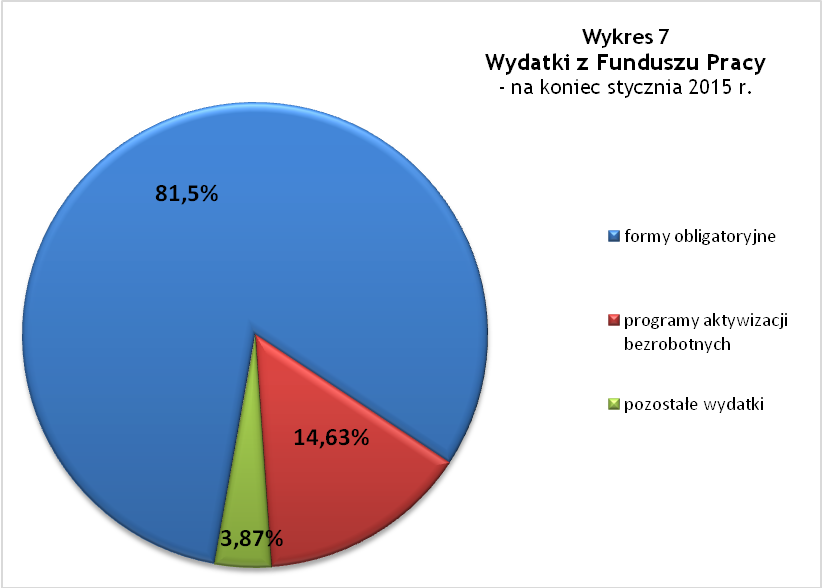 Wykres 7
Wydatki z Funduszu Pracy
- na koniec stycznia 2015 r.
81,5%
formy obligatoryjne
programy aktywizacji
bezrobotnych
pozostałe wydatki
14,63%
3,87%